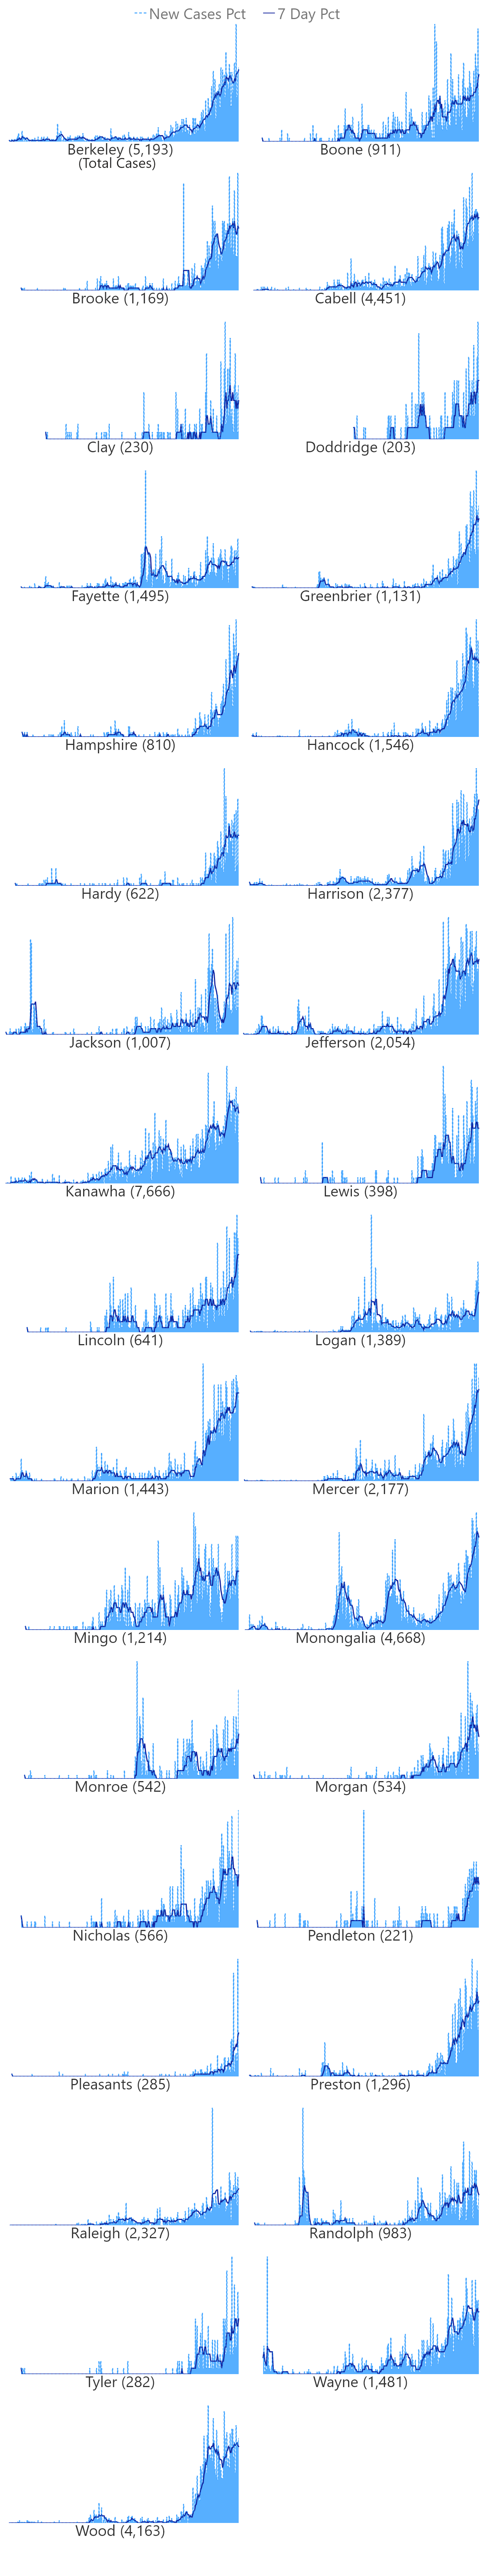 New Cases Pct 7 Day Pct
Berkeley (5,193) Boone (911)
(Total Cases)
Brooke (1,169) Cabell (4,451)
Clay (230) Doddridge (203)
Fayette (1,495) Greenbrier (1,131)
Hampshire (810) Hancock (1,546)
Hardy (622) Harrison (2,377)
Jackson (1,007) Jefferson (2,054)
Kanawha (7,666) Lewis (398)
Lincoln (641) Logan (1,389)
Marion (1,443) Mercer (2,177)
Mingo (1,214) Monongalia (4,668)
Monroe (542) Morgan (534)
Nicholas (566) Pendleton (221)
Pleasants (285) Preston (1,296)
Raleigh (2,327) Randolph (983)
Tyler (282) Wayne (1,481)
Wood (4,163)